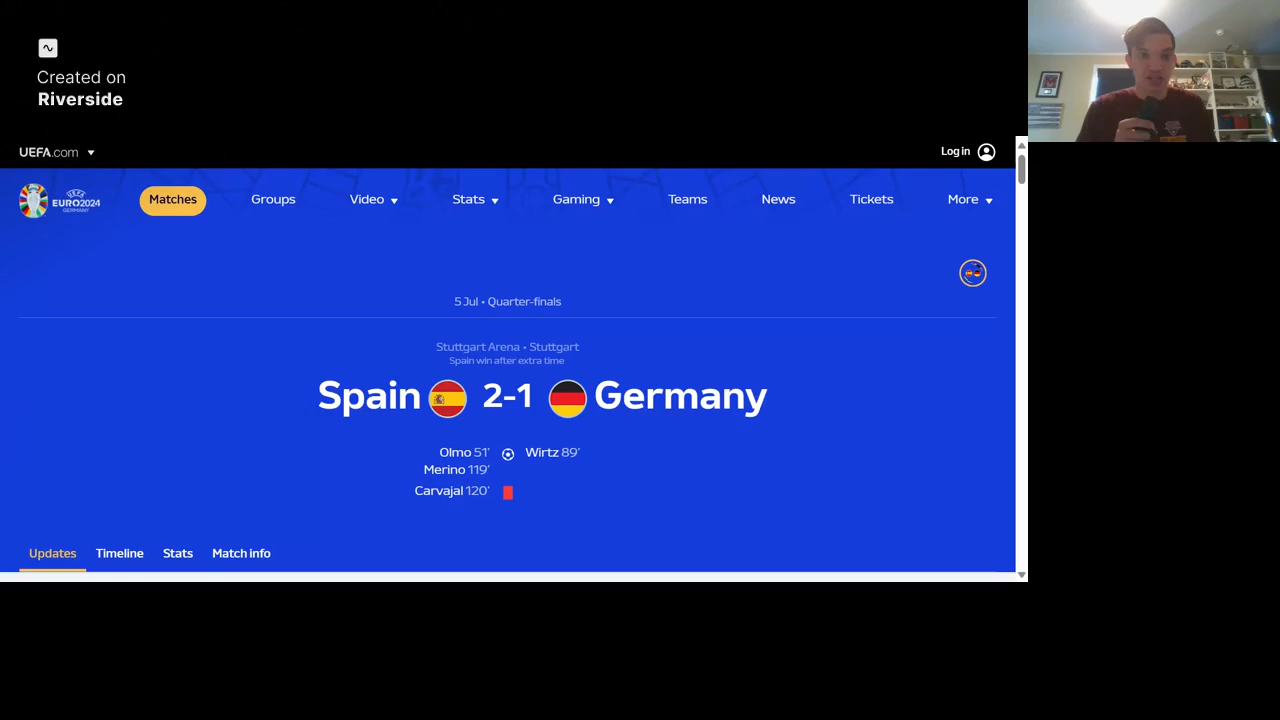 Created on
Riverside
UEFA.com
Log in
UEFA
EURO2024
GERMANY
Matches
Groups
Video
Stats
Gaming
Teams
News
Tickets
More
5 Jul • Quarter-finals
Stuttgart Arena • Stuttgart
Spain win after extra time
Spain 2-1 Germany
Olmo 51' Wirtz 89'
Merino 119'
Carvajal 120'
Updates
Timeline
Stats
Match info